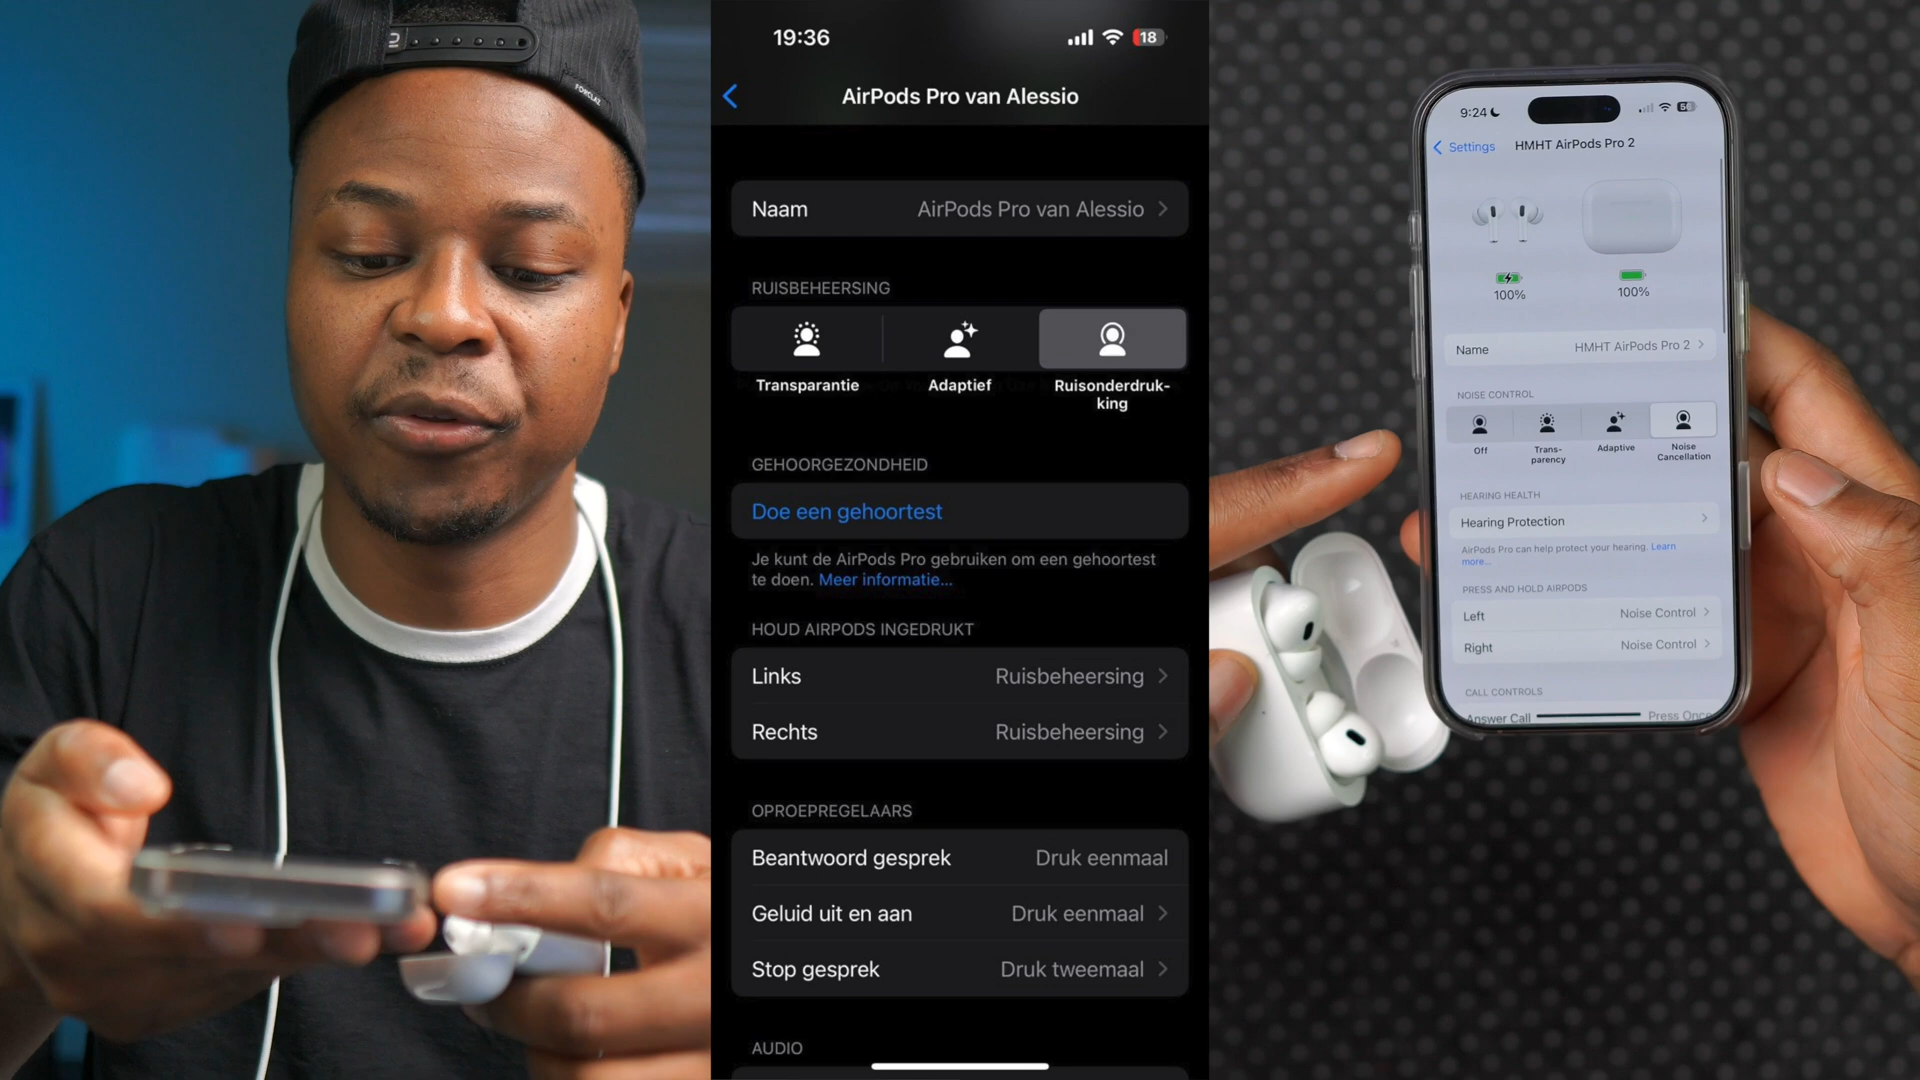 FORCLAZ
19:36
18
AirPods Pro van Alessio
Naam
AirPods Pro van Alessio
RUISBEHEERSING
Transparantie
Adaptief
Ruisonderdruk-
king
GEHOORGEZONDHEID
Doe een gehoortest
Je kunt de AirPods Pro gebruiken om een gehoortest
te doen. Meer informatie...
HOUD AIRPODS INGEDRUKT
Links
Ruisbeheersing
Rechts
Ruisbeheersing
OPROEPREGELAARS
Beantwoord gesprek
Druk eenmaal
Geluid uit en aan
Druk eenmaal
Stop gesprek
Druk tweemaal
AUDIO
9:24
Settings
HMHT AirPods Pro 2
100%
100%
Name
HMHT AirPods Pro 2
NOISE CONTROL
Off
Trans-
parency
Adaptive
Noise
Cancellation
HEARING HEALTH
Hearing Protection
AirPods Pro can help protect your hearing. Learn
more...
PRESS AND HOLD AIRPODS
Left
Noise Control
Right
Noise Control
CALL CONTROLS
Answer Call
Press Once